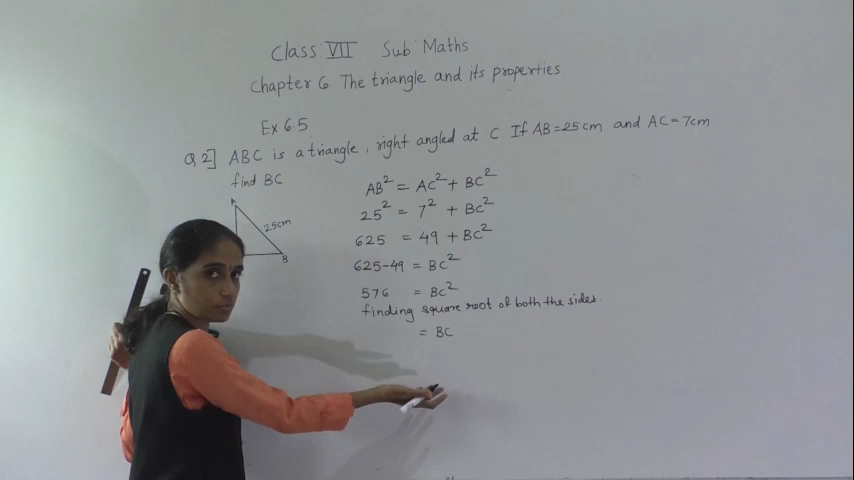 Class VII Sub Maths
Chapter 6 The triangle and its properties
Ex 6.5
Q 2] ABC is a triangle, right angled at C If AB=25cm and AC=7cm
find BC
A
25cm
B
AB² = AC² + BC²
25² = 7² + BC²
625 = 49 + BC²
625-49 = BC²
576 = BC²
finding square root of both the sides.
= BC